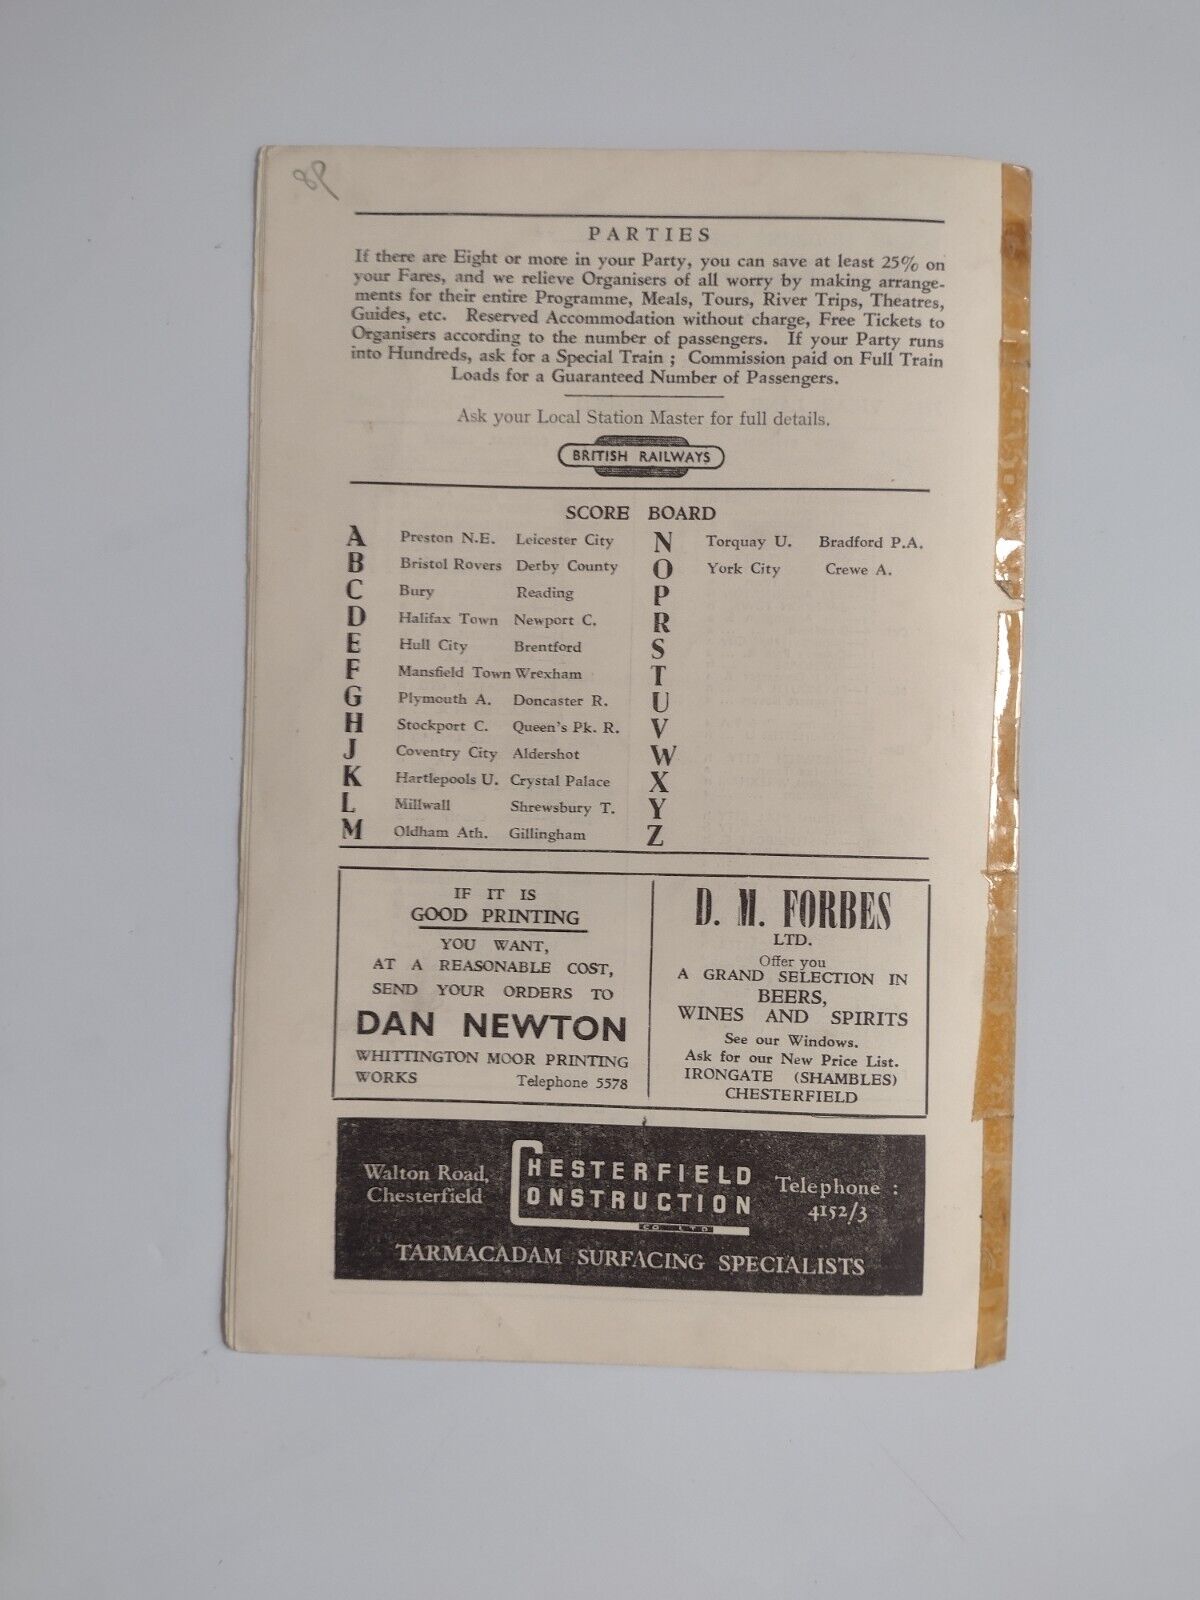 PARTIES
If there are Eight or more in your Party, you can save at least 25% on
your Fares, and we relieve Organisers of all worry by making arrange-
ments for their entire Programme, Meals, Tours, River Trips, Theatres,
Guides, etc. Reserved Accommodation without charge, Free Tickets to
Organisers according to the number of passengers. If your Party runs
into Hundreds, ask for a Special Train ; Commission paid on Full Train
Loads for a Guaranteed Number of Passengers.
Ask your Local Station Master for full details.
BRITISH RAILWAYS
SCORE BOARD
A Preston N.E. Leicester City
B Bristol Rovers Derby County
C Bury Reading
D Halifax Town Newport C.
E Hull City Brentford
F Mansfield Town Wrexham
G Plymouth A. Doncaster R.
H Stockport C. Queen's Pk. R.
J Coventry City Aldershot
K Hartlepools U. Crystal Palace
L Millwall Shrewsbury T.
M Oldham Ath. Gillingham
N Torquay U. Bradford P.A.
O York City Crewe A.
P
R
S
T
U
V
W
X
Y
Z
IF IT IS
GOOD PRINTING
YOU WANT,
AT A REASONABLE COST,
SEND YOUR ORDERS TO
DAN NEWTON
WHITTINGTON MOOR PRINTING
WORKS Telephone 5578
D. M. FORBES
LTD.
Offer you
A GRAND SELECTION IN
BEERS,
WINES AND SPIRITS
See our Windows.
Ask for our New Price List.
IRONGATE (SHAMBLES)
CHESTERFIELD
Walton Road,
Chesterfield
CHESTERFIELD
CONSTRUCTION
CO. LTD
Telephone :
4152/3
TARMACADAM SURFACING SPECIALISTS